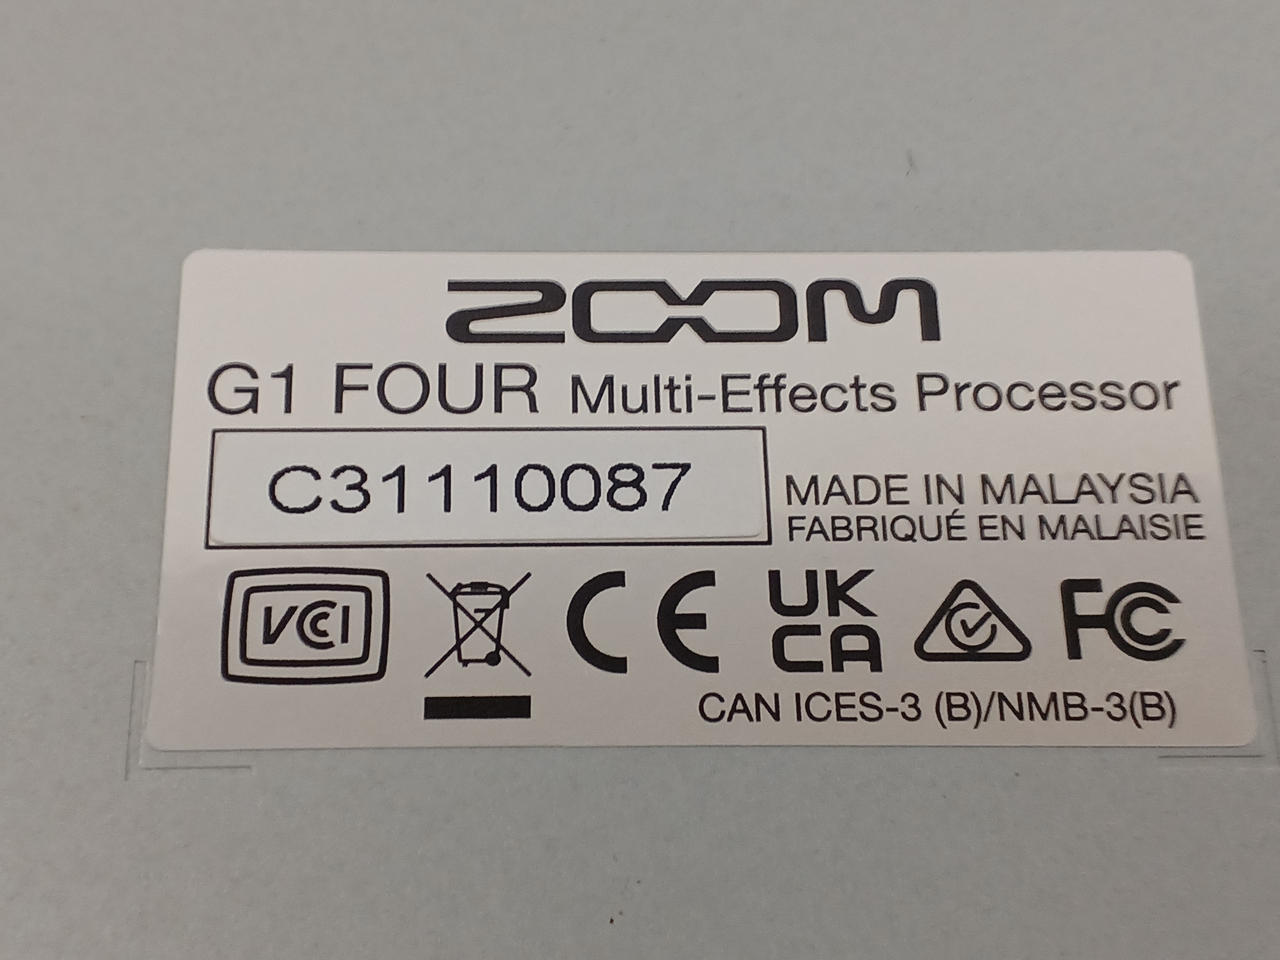 ZOOM
G1 FOUR Multi-Effects Processor
C31110087
MADE IN MALAYSIA
FABRIQUÉ EN MALAISIE
VCCI
CE
UK
CA
FC
CAN ICES-3 (B)/NMB-3(B)